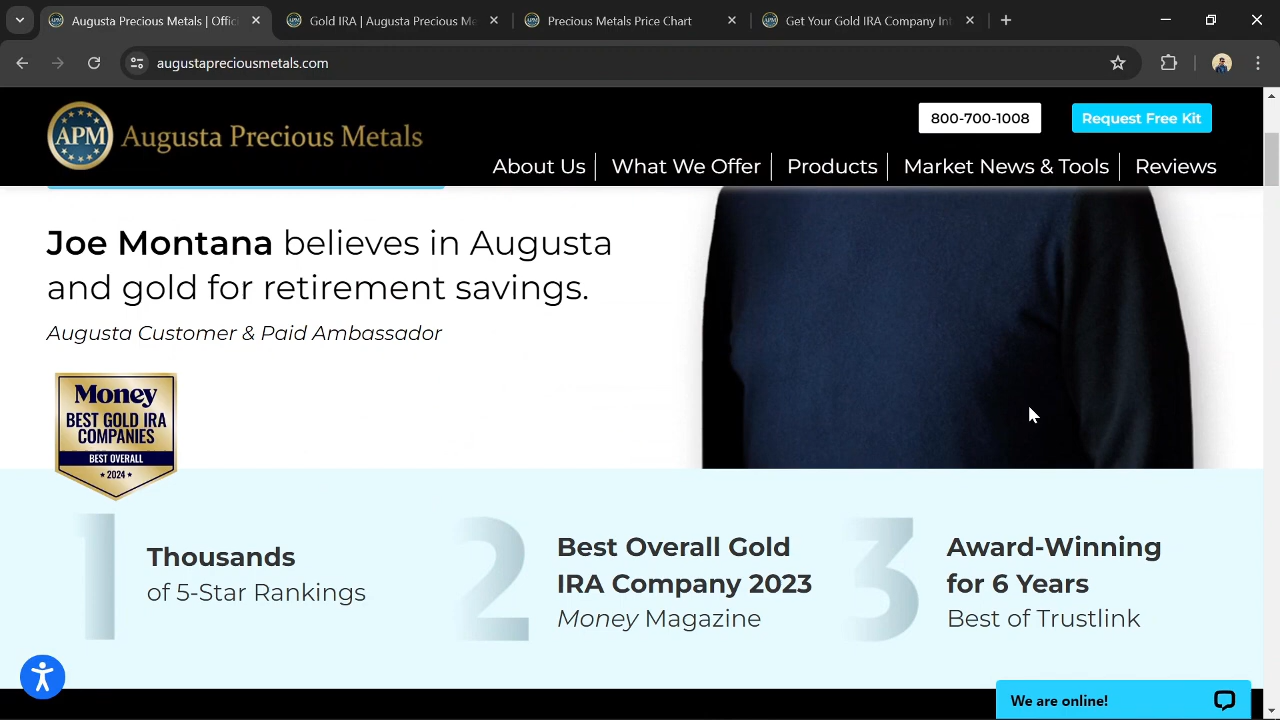 Augusta Precious Metals | Offici
Gold IRA | Augusta Precious Me
Precious Metals Price Chart
Get Your Gold IRA Company Int
augustapreciousmetals.com
APM
Augusta Precious Metals
800-700-1008
Request Free Kit
About Us
What We Offer
Products
Market News & Tools
Reviews
Joe Montana believes in Augusta
and gold for retirement savings.
Augusta Customer & Paid Ambassador
Money
BEST GOLD IRA
COMPANIES
BEST OVERALL
★ 2024 ★
1
Thousands
of 5-Star Rankings
2
Best Overall Gold
IRA Company 2023
Money Magazine
3
Award-Winning
for 6 Years
Best of Trustlink
We are online!